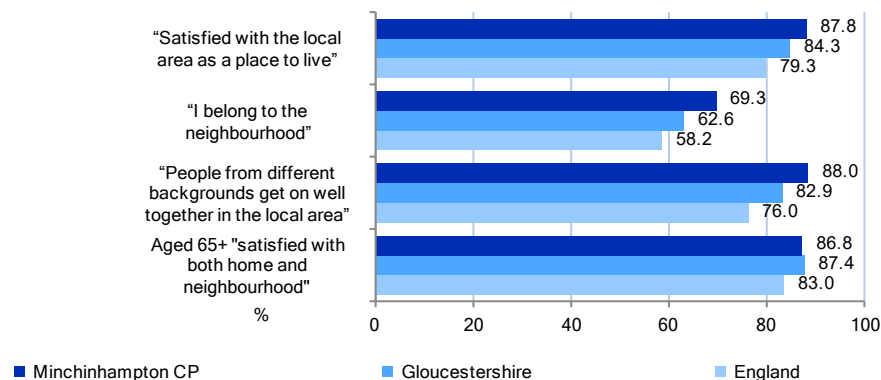 “Satisfied with the local
area as a place to live”
87.8
84.3
79.3
“I belong to the
neighbourhood”
69.3
62.6
58.2
“People from different
backgrounds get on well
together in the local area”
88.0
82.9
76.0
Aged 65+ "satisfied with
both home and
neighbourhood"
86.8
87.4
83.0
%
0 20 40 60 80 100
Minchinhampton CP Gloucestershire England